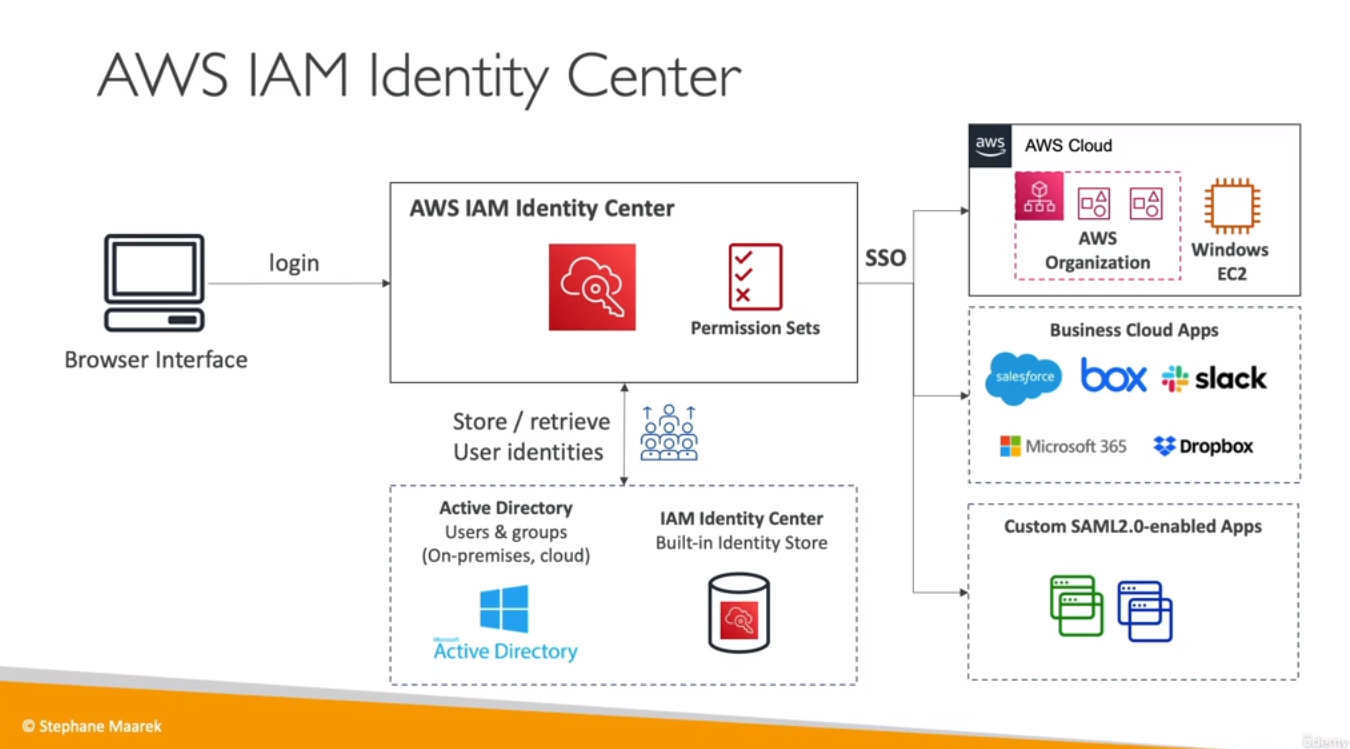 AWS IAM Identity Center
aws
AWS Cloud
AWS
Organization
Windows
EC2
AWS IAM Identity Center
Permission Sets
login
SSO
Browser Interface
Business Cloud Apps
salesforce
box
slack
Microsoft 365
Dropbox
Store / retrieve
User identities
Active Directory
Users & groups
(On-premises, cloud)
Microsoft
Active Directory
IAM Identity Center
Built-in Identity Store
Custom SAML2.0-enabled Apps
© Stephane Maarek
ûdemy